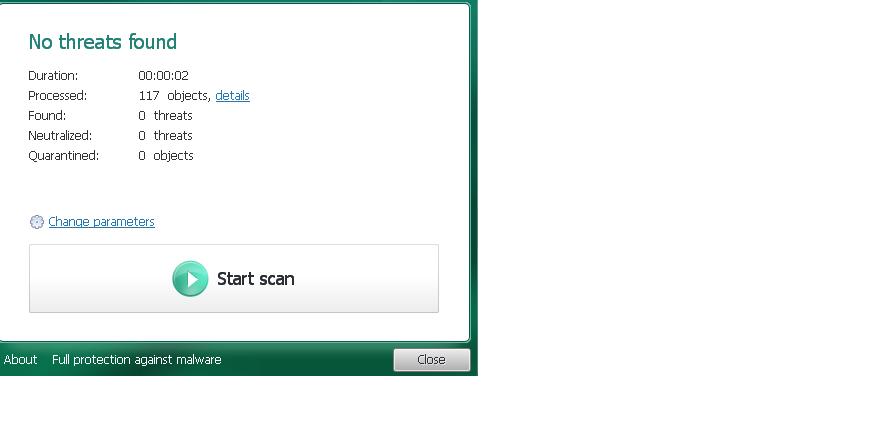 No threats found
Duration: 00:00:02
Processed: 117 objects, details
Found: 0 threats
Neutralized: 0 threats
Quarantined: 0 objects
Change parameters
Start scan
About Full protection against malware Close